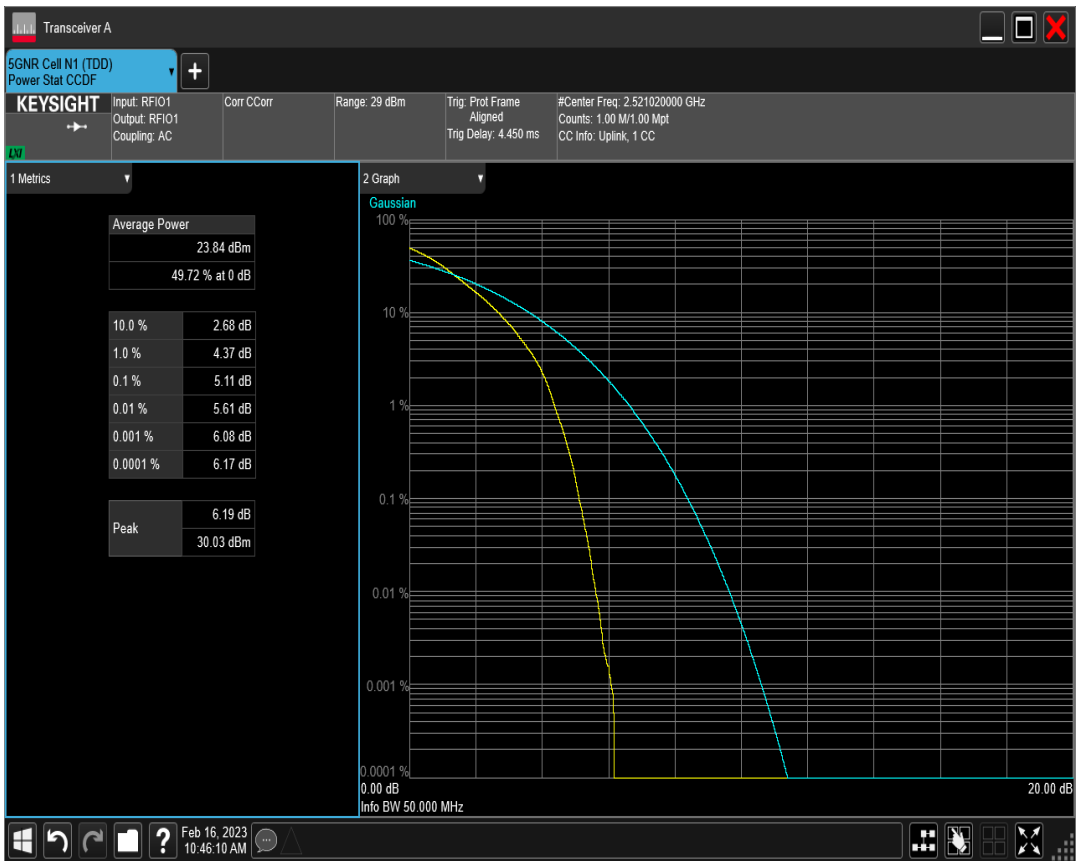 Transceiver A
5GNR Cell N1 (TDD)
Power Stat CCDF
+
KEYSIGHT
LXI
Input: RFIO1
Output: RFIO1
Coupling: AC
Corr CCorr
Range: 29 dBm
Trig: Prot Frame
Aligned
Trig Delay: 4.450 ms
#Center Freq: 2.521020000 GHz
Counts: 1.00 M/1.00 Mpt
CC Info: Uplink, 1 CC
1 Metrics
Average Power
23.84 dBm
49.72 % at 0 dB
10.0 % 2.68 dB
1.0 % 4.37 dB
0.1 % 5.11 dB
0.01 % 5.61 dB
0.001 % 6.08 dB
0.0001 % 6.17 dB
Peak
6.19 dB
30.03 dBm
2 Graph
Gaussian
100 %
10 %
1 %
0.1 %
0.01 %
0.001 %
0.0001 %
0.00 dB 20.00 dB
Info BW 50.000 MHz
?
Feb 16, 2023
10:46:10 AM